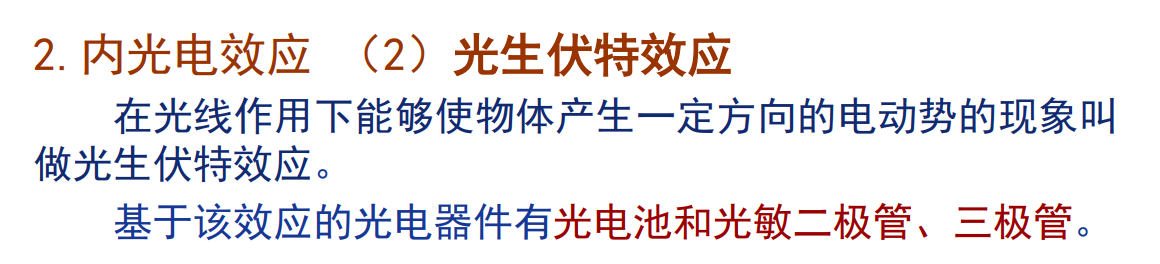 2. 内光电效应 （2）光生伏特效应
在光线作用下能够使物体产生一定方向的电动势的现象叫
做光生伏特效应。
基于该效应的光电器件有光电池和光敏二极管、三极管。